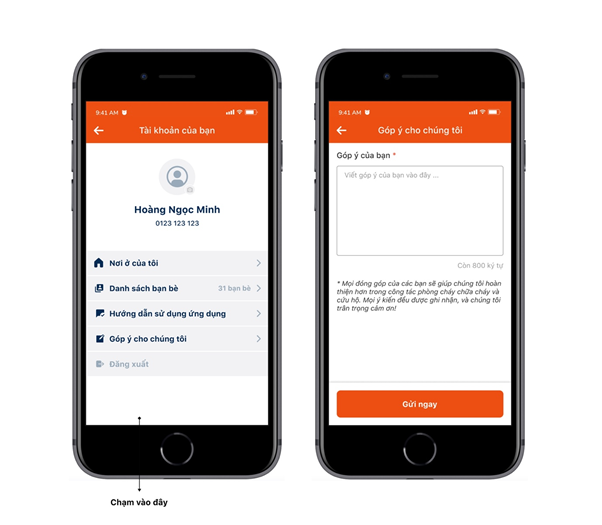 9:41 AM
Tài khoản của bạn
Hoàng Ngọc Minh
0123 123 123
Nơi ở của tôi
Danh sách bạn bè 31 bạn bè
Hướng dẫn sử dụng ứng dụng
Góp ý cho chúng tôi
Đăng xuất
Chạm vào đây
9:41 AM
Góp ý cho chúng tôi
Góp ý của bạn *
Viết góp ý của bạn vào đây ...
Còn 800 ký tự
* Mọi đóng góp của các bạn sẽ giúp chúng tôi hoàn
thiện hơn trong công tác phòng cháy chữa cháy và
cứu hộ. Mọi ý kiến đều được ghi nhận, và chúng tôi
trân trọng cảm ơn!
Gửi ngay